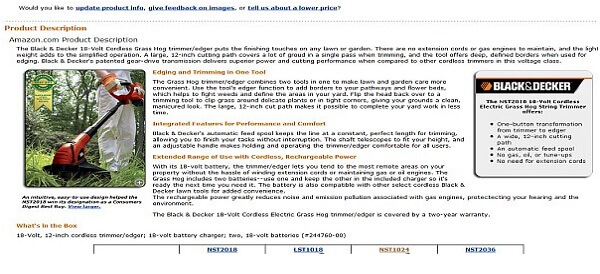 Would you like to update product info, give feedback on images, or tell us about a lower price?
Product Description
Amazon.com Product Description
The Black & Decker 18-Volt Cordless Grass Hog trimmer/edger puts the finishing touches on any lawn or garden. There are no extension cords or gas engines to maintain, and the light
weight adds to the simplified operation. A large, 12-inch cutting path covers a lot of ground in a single pass when trimming, and the tool offers deep, defined borders when used for
edging. Black & Decker's patented gear-drive transmission delivers superior power and cutting performance when compared to other cordless trimmers in this voltage class.
Edging and Trimming in One Tool
The Grass Hog trimmer/edger combines two tools in one to make lawn and garden care more
convenient. Use the tool's edger function to add borders to your pathways and flower beds,
which helps to fight weeds and define the areas in your yard. Flip the head back over to a
trimming tool to clip grass around delicate plants or in tight corners, giving your grounds a clean,
manicured look. The large, 12-inch cut path makes it possible to complete your yard work in less
time.
Integrated Features for Performance and Comfort
Black & Decker's automatic feed spool keeps the line at a constant, perfect length for trimming,
allowing you to finish your tasks without interruption. The shaft telescopes to fit your height, and
an adjustable handle makes holding and operating the trimmer/edger comfortable for all users.
Extended Range of Use with Cordless, Rechargeable Power
With its 18-volt battery, the trimmer/edger lets you tend to the most remote areas on your
property without the hassle of winding extension cords or maintaining gas or oil engines. The
Grass Hog includes two batteries--use one and keep the other in the included charger so it's
ready the next time you need it. The battery is also compatible with other select cordless Black &
Decker lawn tools for added convenience.
The rechargeable power greatly reduces noise and emission pollution associated with gas engines, protectecting your hearing and the
environment.
The Black & Decker 18-Volt Cordless Electric Grass Hog trimmer/edger is covered by a two-year warranty.
An intuitive, easy-to-use design helped the
NST2018 win its designation as a Consumers
Digest Best Buy. View larger.
BLACK&DECKER
The NST2018 18-Volt Cordless
Electric Grass Hog String Trimmer
offers:
• One-button transformation
from trimmer to edger
• A wide, 12-inch cutting
path
• An automatic feed spool
• No gas, oil, or tune-ups
• No need for extension cords
What's in the Box
18-Volt, 12-inch cordless trimmer/edger; 18-volt battery charger; two, 18-volt batteries (#244760-00)
NST2018 LST1018 NST1024 NST2036